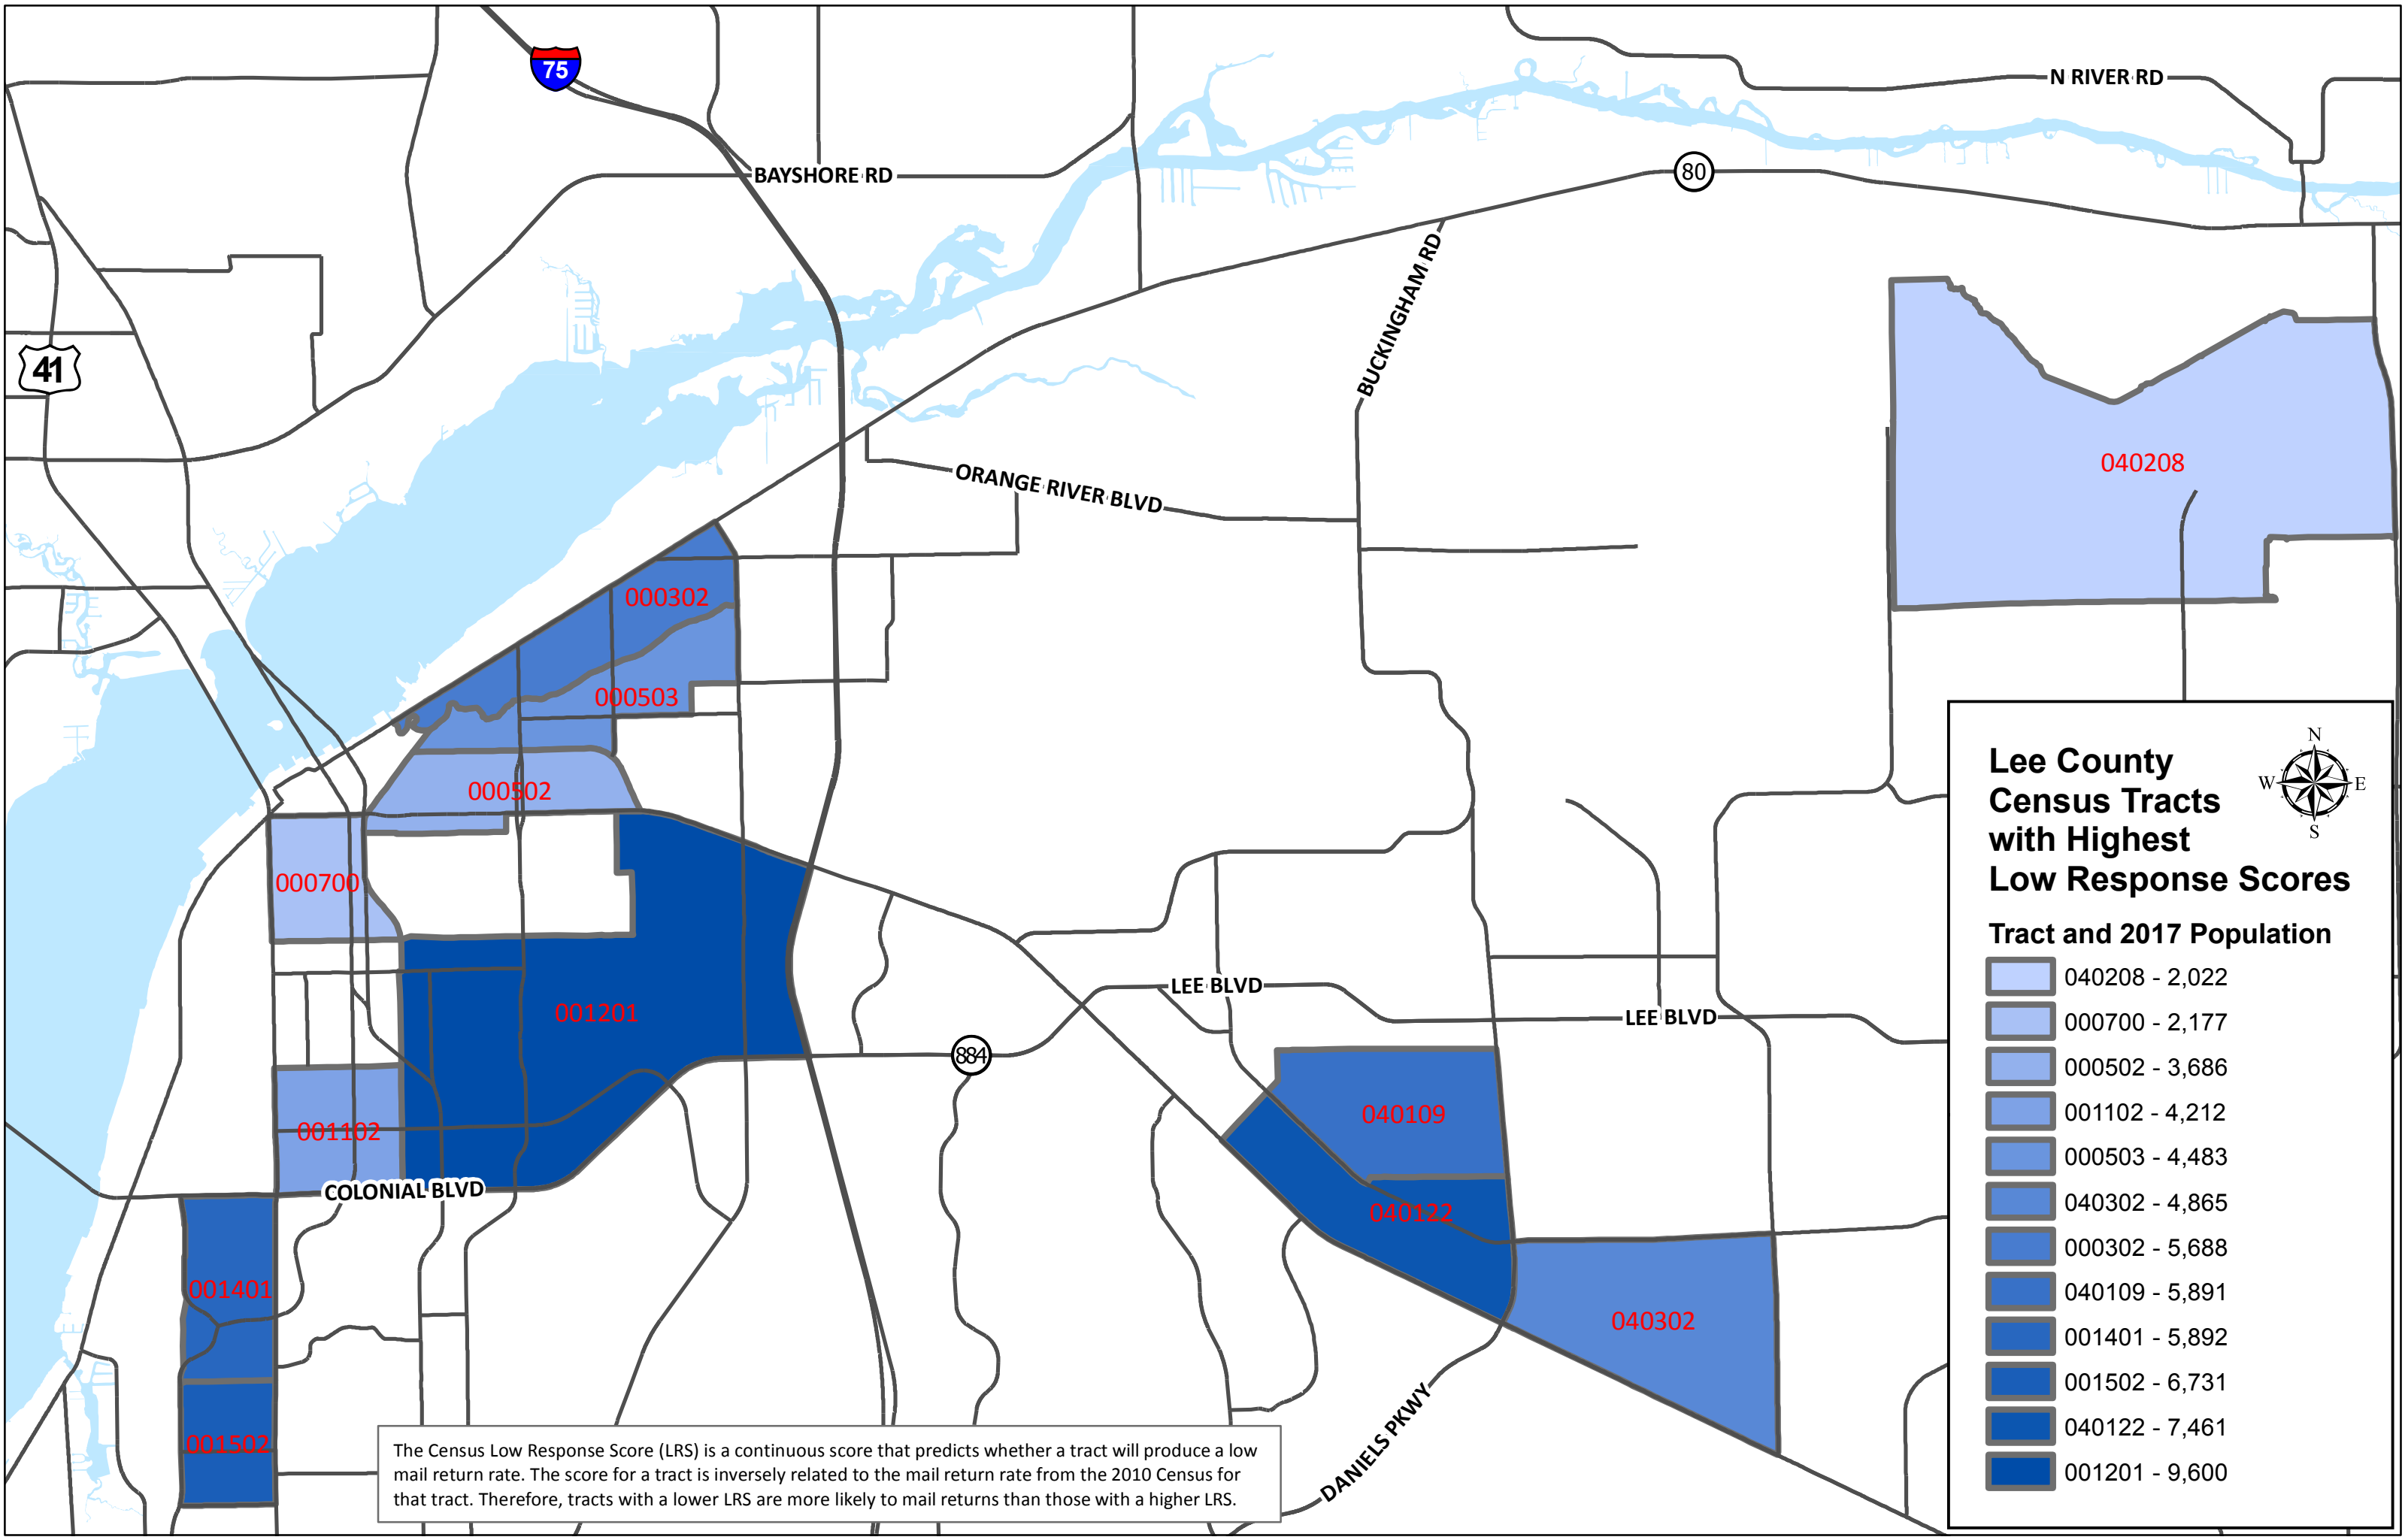 75
N RIVER RD
BAYSHORE RD
80
BUCKINGHAM RD
41
040208
ORANGE RIVER BLVD
000302
000503
000502
000700
001201
LEE BLVD
LEE BLVD
884
040109
001102
COLONIAL BLVD
040122
001401
040302
001502
DANIELS PKWY
The Census Low Response Score (LRS) is a continuous score that predicts whether a tract will produce a low
mail return rate. The score for a tract is inversely related to the mail return rate from the 2010 Census for
that tract. Therefore, tracts with a lower LRS are more likely to mail returns than those with a higher LRS.
Lee County
Census Tracts
with Highest
Low Response Scores
N
W
E
S
Tract and 2017 Population
040208 - 2,022
000700 - 2,177
000502 - 3,686
001102 - 4,212
000503 - 4,483
040302 - 4,865
000302 - 5,688
040109 - 5,891
001401 - 5,892
001502 - 6,731
040122 - 7,461
001201 - 9,600